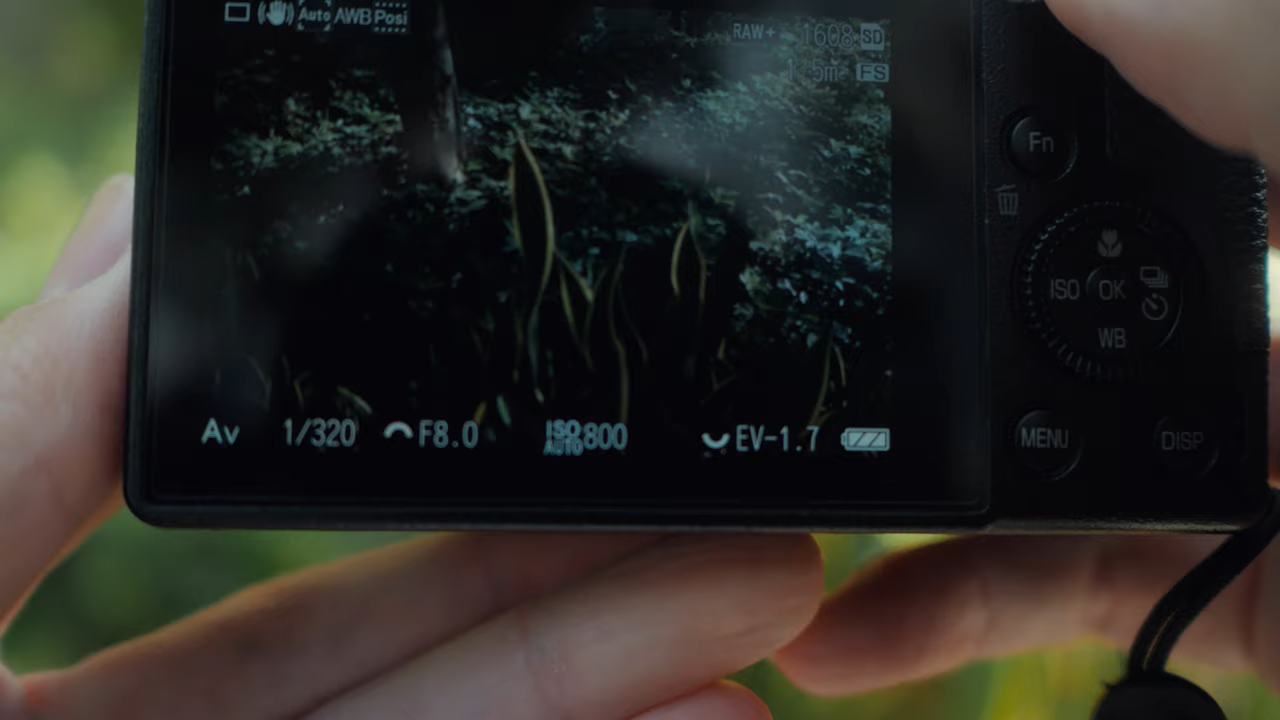 Auto AWB Posi
RAW+ 1608 SD
FS
Fn
ISO OK
WB
Av 1/320 F8.0 ISO AUTO 800 EV-1.7
MENU DISP